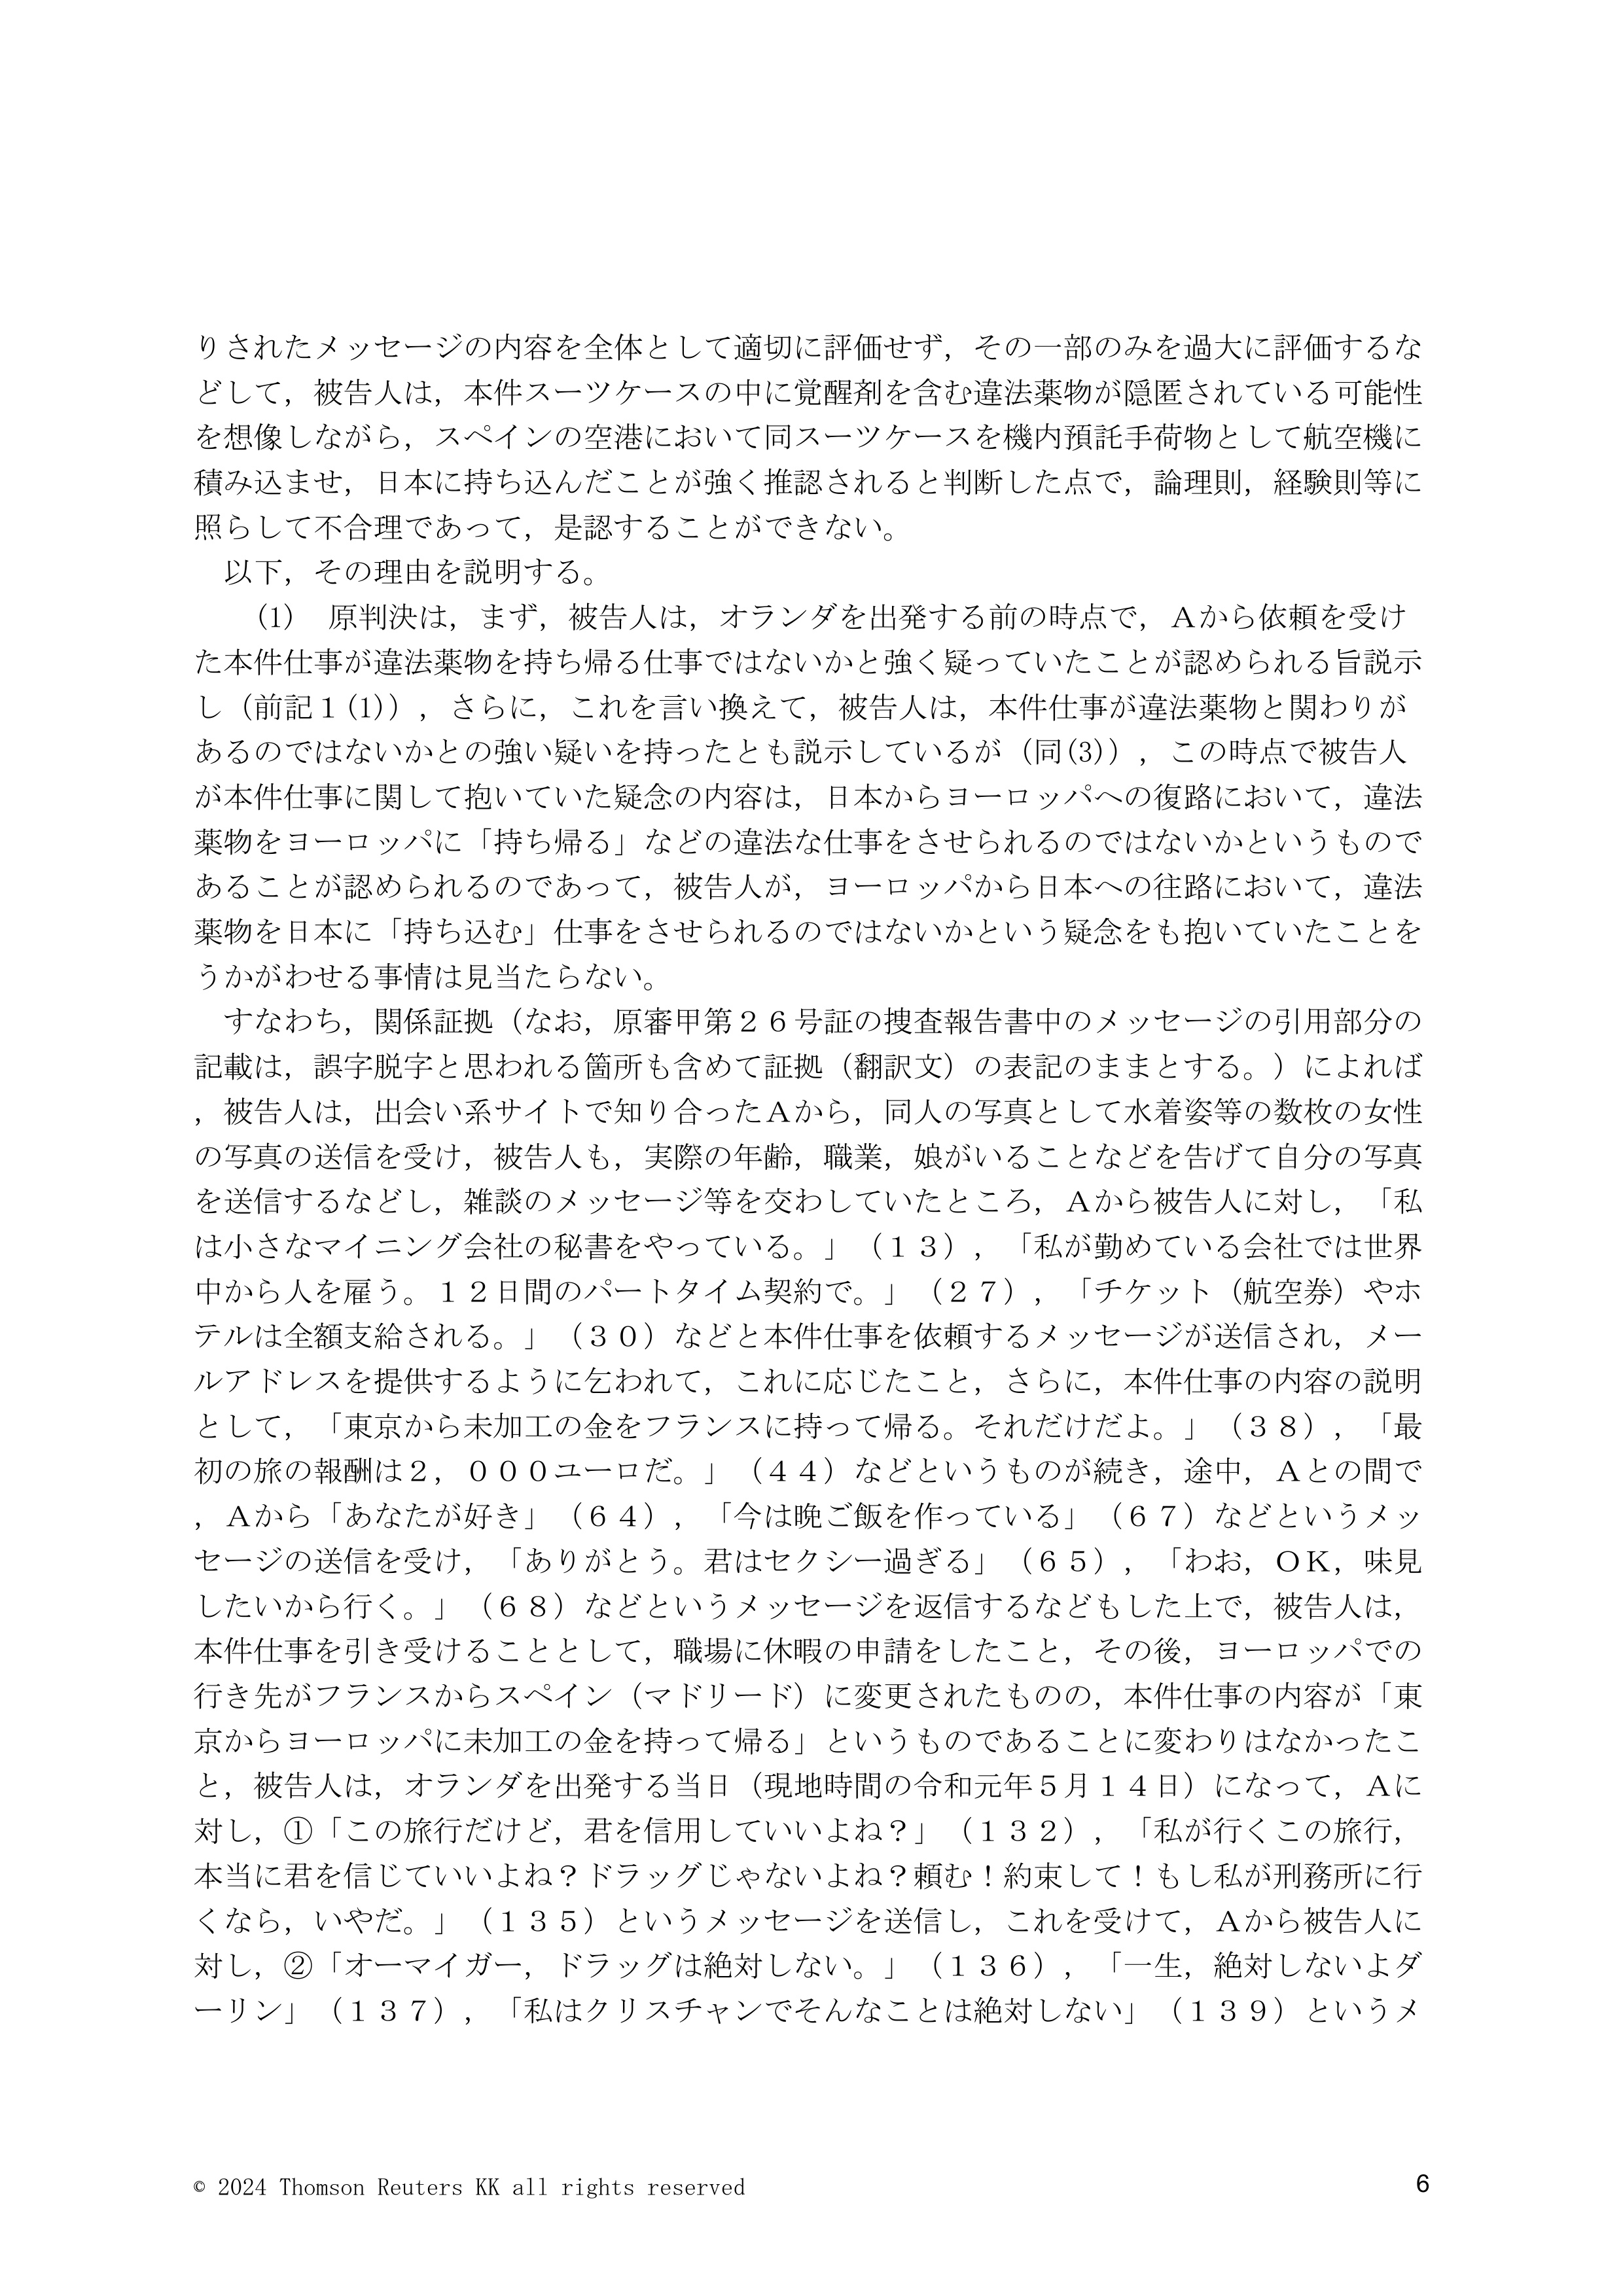 りされたメッセージの内容を全体として適切に評価せず，その一部のみを過大に評価するな
どして，被告人は，本件スーツケースの中に覚醒剤を含む違法薬物が隠匿されている可能性
を想像しながら，スペインの空港において同スーツケースを機内預託手荷物として航空機に
積み込ませ，日本に持ち込んだことが強く推認されると判断した点で，論理則，経験則等に
照らして不合理であって，是認することができない。
　以下，その理由を説明する。
　　(1)　原判決は，まず，被告人は，オランダを出発する前の時点で，Ａから依頼を受け
た本件仕事が違法薬物を持ち帰る仕事ではないかと強く疑っていたことが認められる旨説示
し（前記１(1)），さらに，これを言い換えて，被告人は，本件仕事が違法薬物と関わりが
あるのではないかとの強い疑いを持ったとも説示しているが（同(3)），この時点で被告人
が本件仕事に関して抱いていた疑念の内容は，日本からヨーロッパへの復路において，違法
薬物をヨーロッパに「持ち帰る」などの違法な仕事をさせられるのではないかというもので
あることが認められるのであって，被告人が，ヨーロッパから日本への往路において，違法
薬物を日本に「持ち込む」仕事をさせられるのではないかという疑念をも抱いていたことを
うかがわせる事情は見当たらない。
　すなわち，関係証拠（なお，原審甲第２６号証の捜査報告書中のメッセージの引用部分の
記載は，誤字脱字と思われる箇所も含めて証拠（翻訳文）の表記のままとする。）によれば
，被告人は，出会い系サイトで知り合ったＡから，同人の写真として水着姿等の数枚の女性
の写真の送信を受け，被告人も，実際の年齢，職業，娘がいることなどを告げて自分の写真
を送信するなどし，雑談のメッセージ等を交わしていたところ，Ａから被告人に対し，「私
は小さなマイニング会社の秘書をやっている。」（１３），「私が勤めている会社では世界
中から人を雇う。１２日間のパートタイム契約で。」（２７），「チケット（航空券）やホ
テルは全額支給される。」（３０）などと本件仕事を依頼するメッセージが送信され，メー
ルアドレスを提供するように乞われて，これに応じたこと，さらに，本件仕事の内容の説明
として，「東京から未加工の金をフランスに持って帰る。それだけだよ。」（３８），「最
初の旅の報酬は２，０００ユーロだ。」（４４）などというものが続き，途中，Ａとの間で
，Ａから「あなたが好き」（６４），「今は晩ご飯を作っている」（６７）などというメッ
セージの送信を受け，「ありがとう。君はセクシー過ぎる」（６５），「わお，ＯＫ，味見
したいから行く。」（６８）などというメッセージを返信するなどもした上で，被告人は，
本件仕事を引き受けることとして，職場に休暇の申請をしたこと，その後，ヨーロッパでの
行き先がフランスからスペイン（マドリード）に変更されたものの，本件仕事の内容が「東
京からヨーロッパに未加工の金を持って帰る」というものであることに変わりはなかったこ
と，被告人は，オランダを出発する当日（現地時間の令和元年５月１４日）になって，Ａに
対し，①「この旅行だけど，君を信用していいよね？」（１３２），「私が行くこの旅行，
本当に君を信じていいよね？ドラッグじゃないよね？頼む！約束して！もし私が刑務所に行
くなら，いやだ。」（１３５）というメッセージを送信し，これを受けて，Ａから被告人に
対し，②「オーマイガー，ドラッグは絶対しない。」（１３６），「一生，絶対しないよダ
ーリン」（１３７），「私はクリスチャンでそんなことは絶対しない」（１３９）というメ
© 2024 Thomson Reuters KK all rights reserved
6